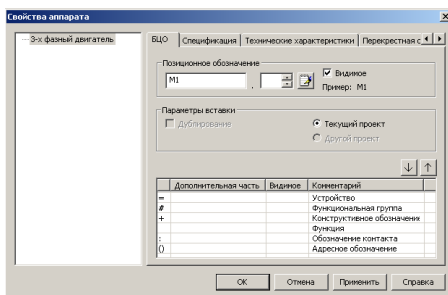 Свойства аппарата
3-х фазный двигатель
БЦО Спецификация Технические характеристики Перекрестная с
Позиционное обозначение
M1 . Видимое
Пример: M1
Параметры вставки
Дублирование Текущий проект
Другой проект
Дополнительная часть Видимое Комментарий
= Устройство
# Функциональная группа
+ Конструктивное обозначение
Функция
: Обозначение контакта
() Адресное обозначение
OK Отмена Применить Справка